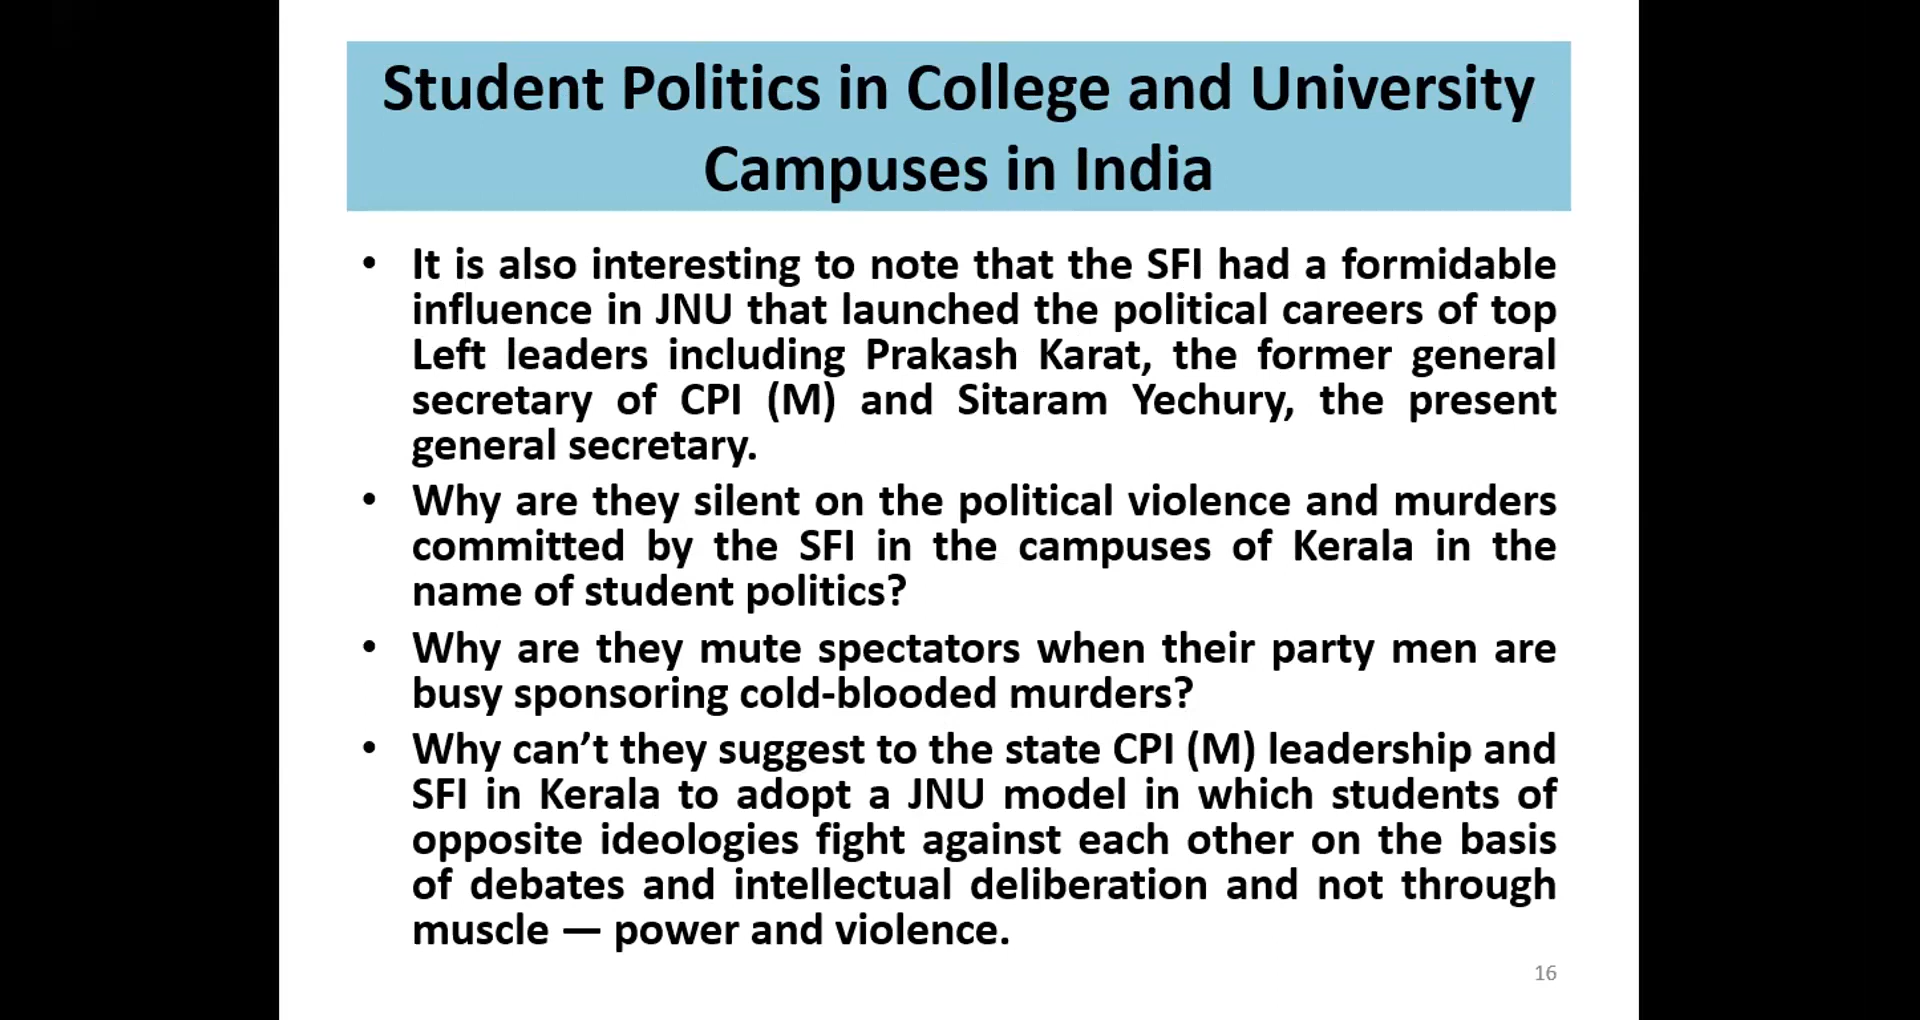 Student Politics in College and University
Campuses in India
• It is also interesting to note that the SFI had a formidable
influence in JNU that launched the political careers of top
Left leaders including Prakash Karat, the former general
secretary of CPI (M) and Sitaram Yechury, the present
general secretary.
• Why are they silent on the political violence and murders
committed by the SFI in the campuses of Kerala in the
name of student politics?
• Why are they mute spectators when their party men are
busy sponsoring cold-blooded murders?
• Why can’t they suggest to the state CPI (M) leadership and
SFI in Kerala to adopt a JNU model in which students of
opposite ideologies fight against each other on the basis
of debates and intellectual deliberation and not through
muscle — power and violence.
16